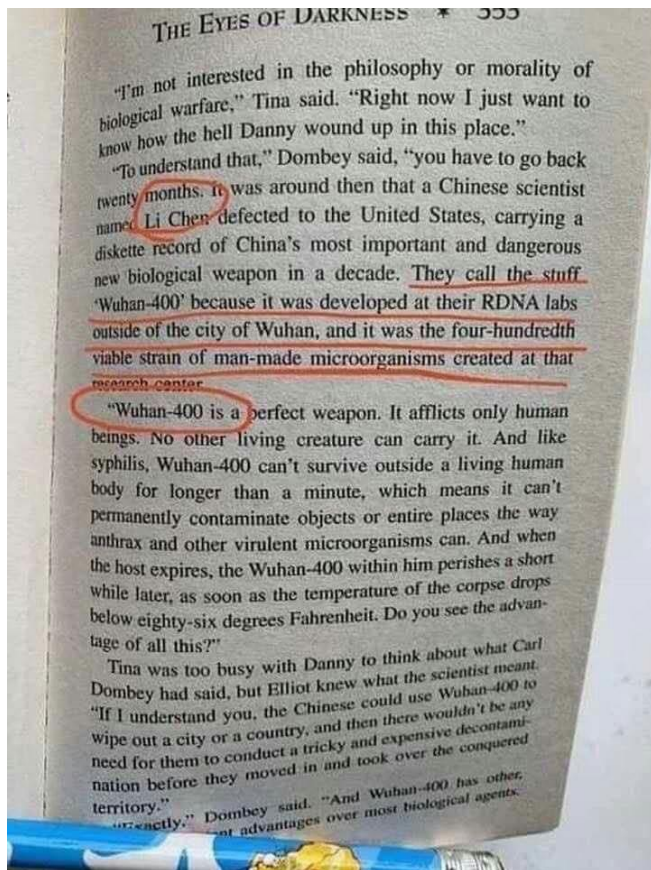 THE EYES OF DARKNESS * 353
"I'm not interested in the philosophy or morality of
biological warfare," Tina said. "Right now I just want to
know how the hell Danny wound up in this place."
"To understand that," Dombey said, "you have to go back
twenty months. It was around then that a Chinese scientist
named Li Chen defected to the United States, carrying a
diskette record of China's most important and dangerous
new biological weapon in a decade. They call the stuff
'Wuhan-400' because it was developed at their RDNA labs
outside of the city of Wuhan, and it was the four-hundredth
viable strain of man-made microorganisms created at that
research center.
"Wuhan-400 is a perfect weapon. It afflicts only human
beings. No other living creature can carry it. And like
syphilis, Wuhan-400 can't survive outside a living human
body for longer than a minute, which means it can't
permanently contaminate objects or entire places the way
anthrax and other virulent microorganisms can. And when
the host expires, the Wuhan-400 within him perishes a short
while later, as soon as the temperature of the corpse drops
below eighty-six degrees Fahrenheit. Do you see the advan-
tage of all this?"
Tina was too busy with Danny to think about what Carl
Dombey had said, but Elliot knew what the scientist meant.
"If I understand you, the Chinese could use Wuhan-400 to
wipe out a city or a country, and then there wouldn't be any
need for them to conduct a tricky and expensive decontami-
nation before they moved in and took over the conquered
territory."
"Exactly," Dombey said. "And Wuhan-400 has other,
advantages over most biological agents.